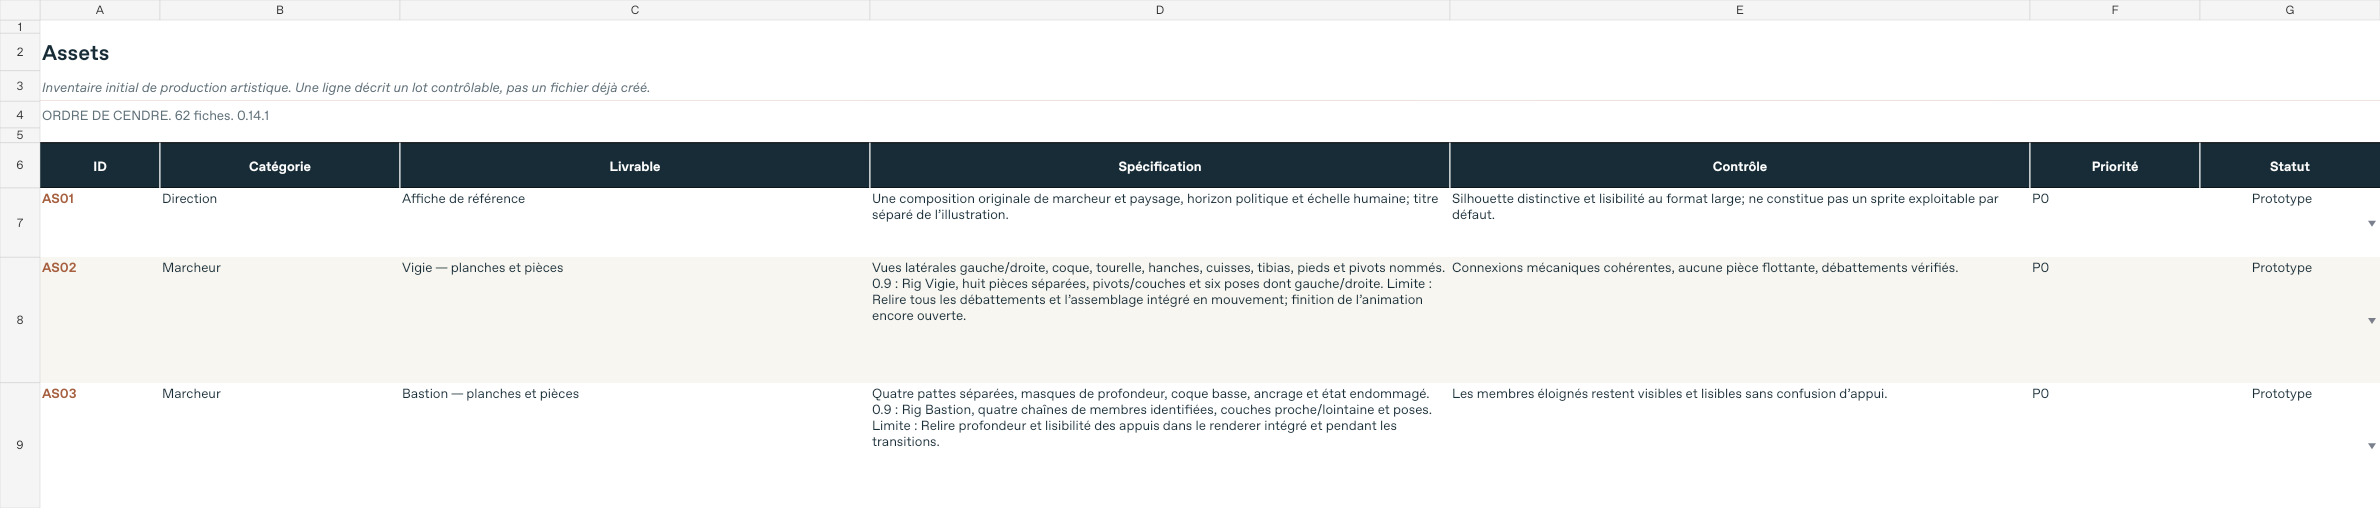 A B C D E F G
1
2 Assets
3 Inventaire initial de production artistique. Une ligne décrit un lot contrôlable, pas un fichier déjà créé.
4 ORDRE DE CENDRE. 62 fiches. 0.14.1
5
6 ID Catégorie Livrable Spécification Contrôle Priorité Statut
7
AS01 Direction Affiche de référence
Une composition originale de marcheur et paysage, horizon politique et échelle humaine; titre
séparé de l’illustration.
Silhouette distinctive et lisibilité au format large; ne constitue pas un sprite exploitable par
défaut.
P0 Prototype
8
AS02 Marcheur Vigie — planches et pièces
Vues latérales gauche/droite, coque, tourelle, hanches, cuisses, tibias, pieds et pivots nommés.
0.9 : Rig Vigie, huit pièces séparées, pivots/couches et six poses dont gauche/droite. Limite :
Relire tous les débattements et l’assemblage intégré en mouvement; finition de l’animation
encore ouverte.
Connexions mécaniques cohérentes, aucune pièce flottante, débattements vérifiés.
P0 Prototype
9
AS03 Marcheur Bastion — planches et pièces
Quatre pattes séparées, masques de profondeur, coque basse, ancrage et état endommagé.
0.9 : Rig Bastion, quatre chaînes de membres identifiées, couches proche/lointaine et poses.
Limite : Relire profondeur et lisibilité des appuis dans le renderer intégré et pendant les
transitions.
Les membres éloignés restent visibles et lisibles sans confusion d’appui.
P0 Prototype